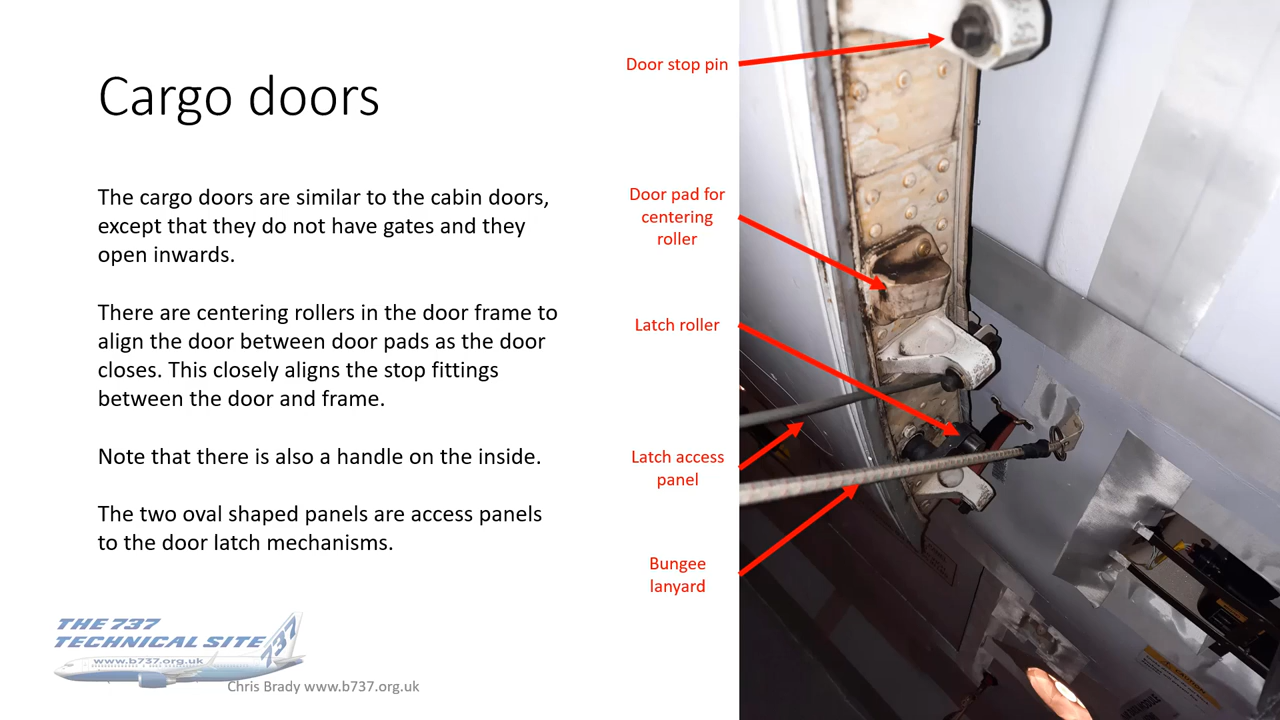 Cargo doors
The cargo doors are similar to the cabin doors,
except that they do not have gates and they
open inwards.
There are centering rollers in the door frame to
align the door between door pads as the door
closes. This closely aligns the stop fittings
between the door and frame.
Note that there is also a handle on the inside.
The two oval shaped panels are access panels
to the door latch mechanisms.
Door stop pin
Door pad for
centering
roller
Latch roller
Latch access
panel
Bungee
lanyard
THE 737
TECHNICAL SITE
737
www.b737.org.uk
Chris Brady www.b737.org.uk